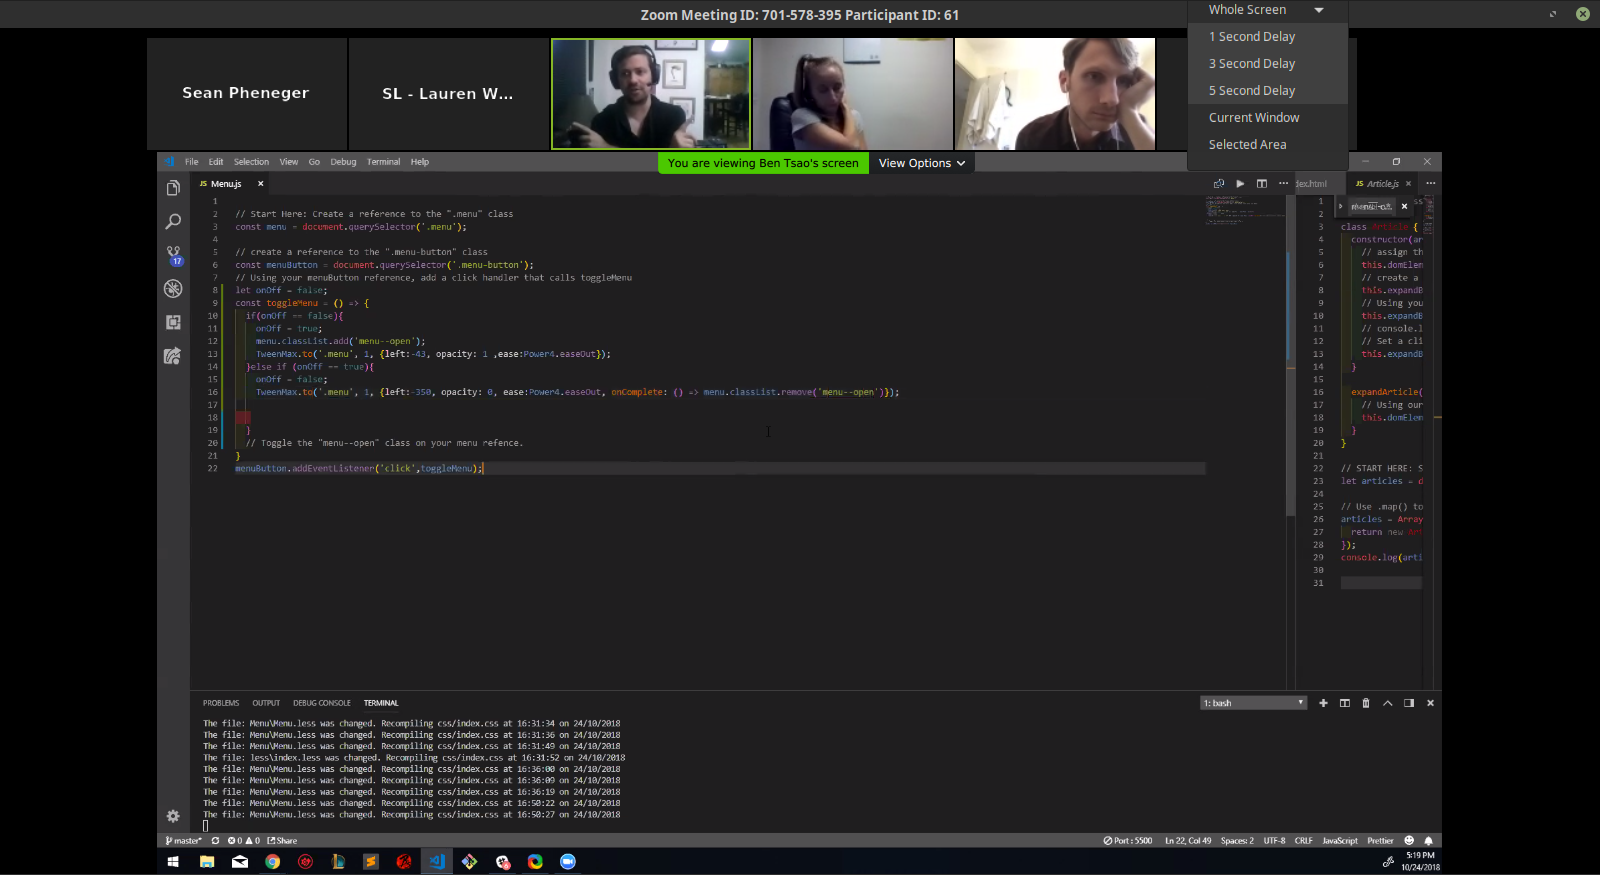 Zoom Meeting ID: 701-578-395 Participant ID: 61
Whole Screen
1 Second Delay
3 Second Delay
5 Second Delay
Current Window
Selected Area
Sean Pheneger
SL - Lauren W...
You are viewing Ben Tsao's screen
View Options
File Edit Selection View Go Debug Terminal Help
JS Menu.js
1
2 // Start Here: Create a reference to the ".menu" class
3 const menu = document.querySelector('.menu');
4
5 // create a reference to the ".menu-button" class
6 const menuButton = document.querySelector('.menu-button');
7 // Using your menuButton reference, add a click handler that calls toggleMenu
8 let onOff = false;
9 const toggleMenu = () => {
10 if(onOff == false){
11 onOff = true;
12 menu.classList.add('menu--open');
13 TweenMax.to('.menu', 1, {left:-43, opacity: 1 ,ease:Power4.easeOut});
14 }else if (onOff == true){
15 onOff = false;
16 TweenMax.to('.menu', 1, {left:-350, opacity: 0, ease:Power4.easeOut, onComplete: () => menu.classList.remove('menu--open')});
17
18
19 }
20 // Toggle the "menu--open" class on your menu refence.
21 }
22 menuButton.addEventListener('click',toggleMenu);
17
dex.html
JS Article.js
1
2
3 class Article {
4 constructor(ar
5 // assign th
6 this.domElem
7 // create a
8 this.expandB
9 // Using you
10 this.expandB
11 // console.l
12 // Set a cli
13 this.expandB
14 }
15
16 expandArticle(
17 // Using our
18 this.domElem
19 }
20 }
21
22 // START HERE: S
23 let articles = d
24
25 // Use .map() to
26 articles = Array
27 return new Art
28 });
29 console.log(arti
30
31
PROBLEMS OUTPUT DEBUG CONSOLE TERMINAL
1: bash
The file: Menu\Menu.less was changed. Recompiling css/index.css at 16:31:34 on 24/10/2018
The file: Menu\Menu.less was changed. Recompiling css/index.css at 16:31:36 on 24/10/2018
The file: Menu\Menu.less was changed. Recompiling css/index.css at 16:31:49 on 24/10/2018
The file: less\index.less was changed. Recompiling css/index.css at 16:31:52 on 24/10/2018
The file: Menu\Menu.less was changed. Recompiling css/index.css at 16:36:00 on 24/10/2018
The file: Menu\Menu.less was changed. Recompiling css/index.css at 16:36:09 on 24/10/2018
The file: Menu\Menu.less was changed. Recompiling css/index.css at 16:36:19 on 24/10/2018
The file: Menu\Menu.less was changed. Recompiling css/index.css at 16:50:22 on 24/10/2018
The file: Menu\Menu.less was changed. Recompiling css/index.css at 16:50:27 on 24/10/2018
master* 0 0 Share
Port : 5500 Ln 22, Col 49 Spaces: 2 UTF-8 CRLF JavaScript Prettier
5:19 PM
10/24/2018